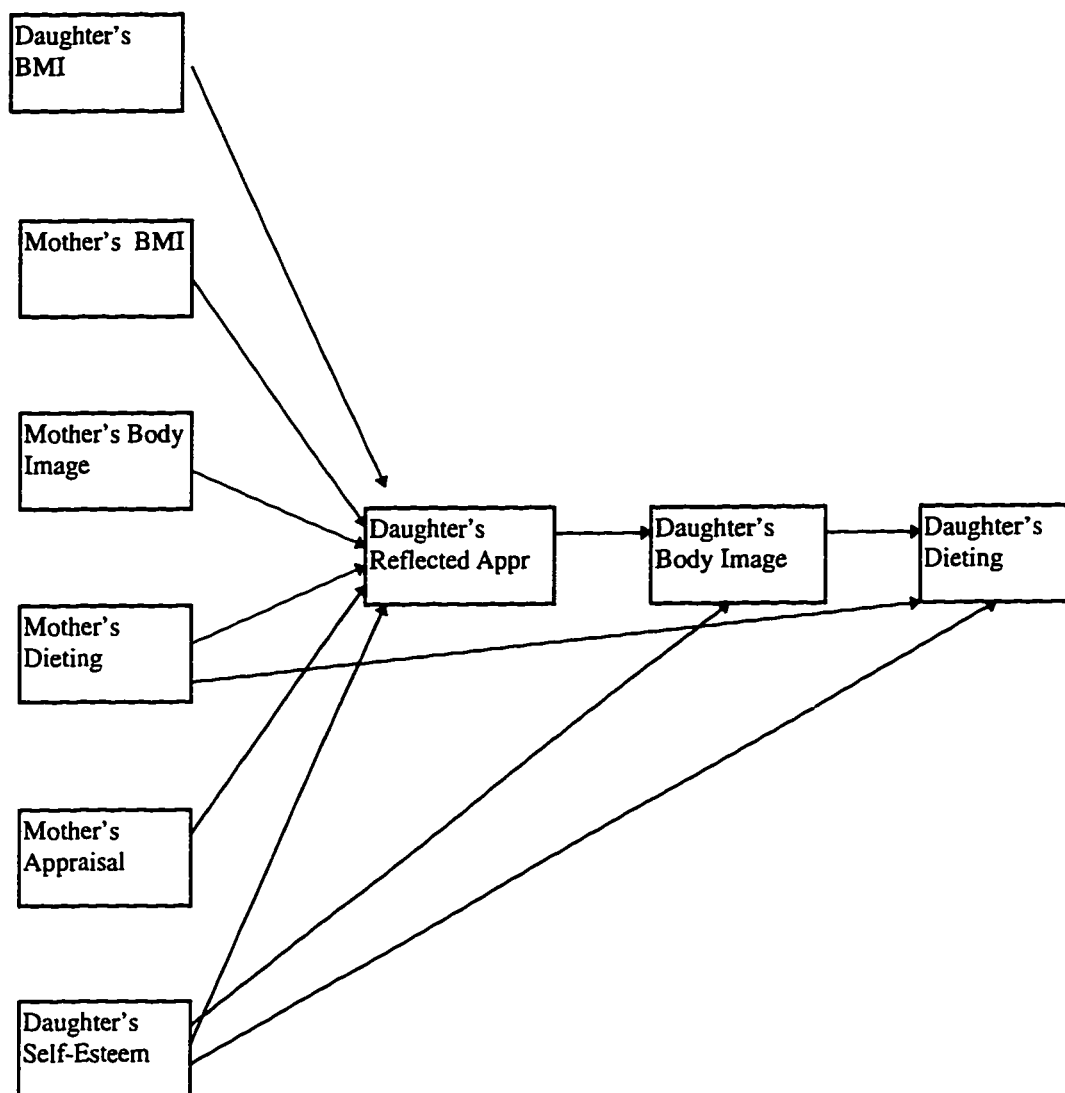 Daughter's
BMI
Mother's BMI
Mother's Body
Image
Mother's
Dieting
Mother's
Appraisal
Daughter's
Self-Esteem
Daughter's
Reflected Appr
Daughter's
Body Image
Daughter's
Dieting